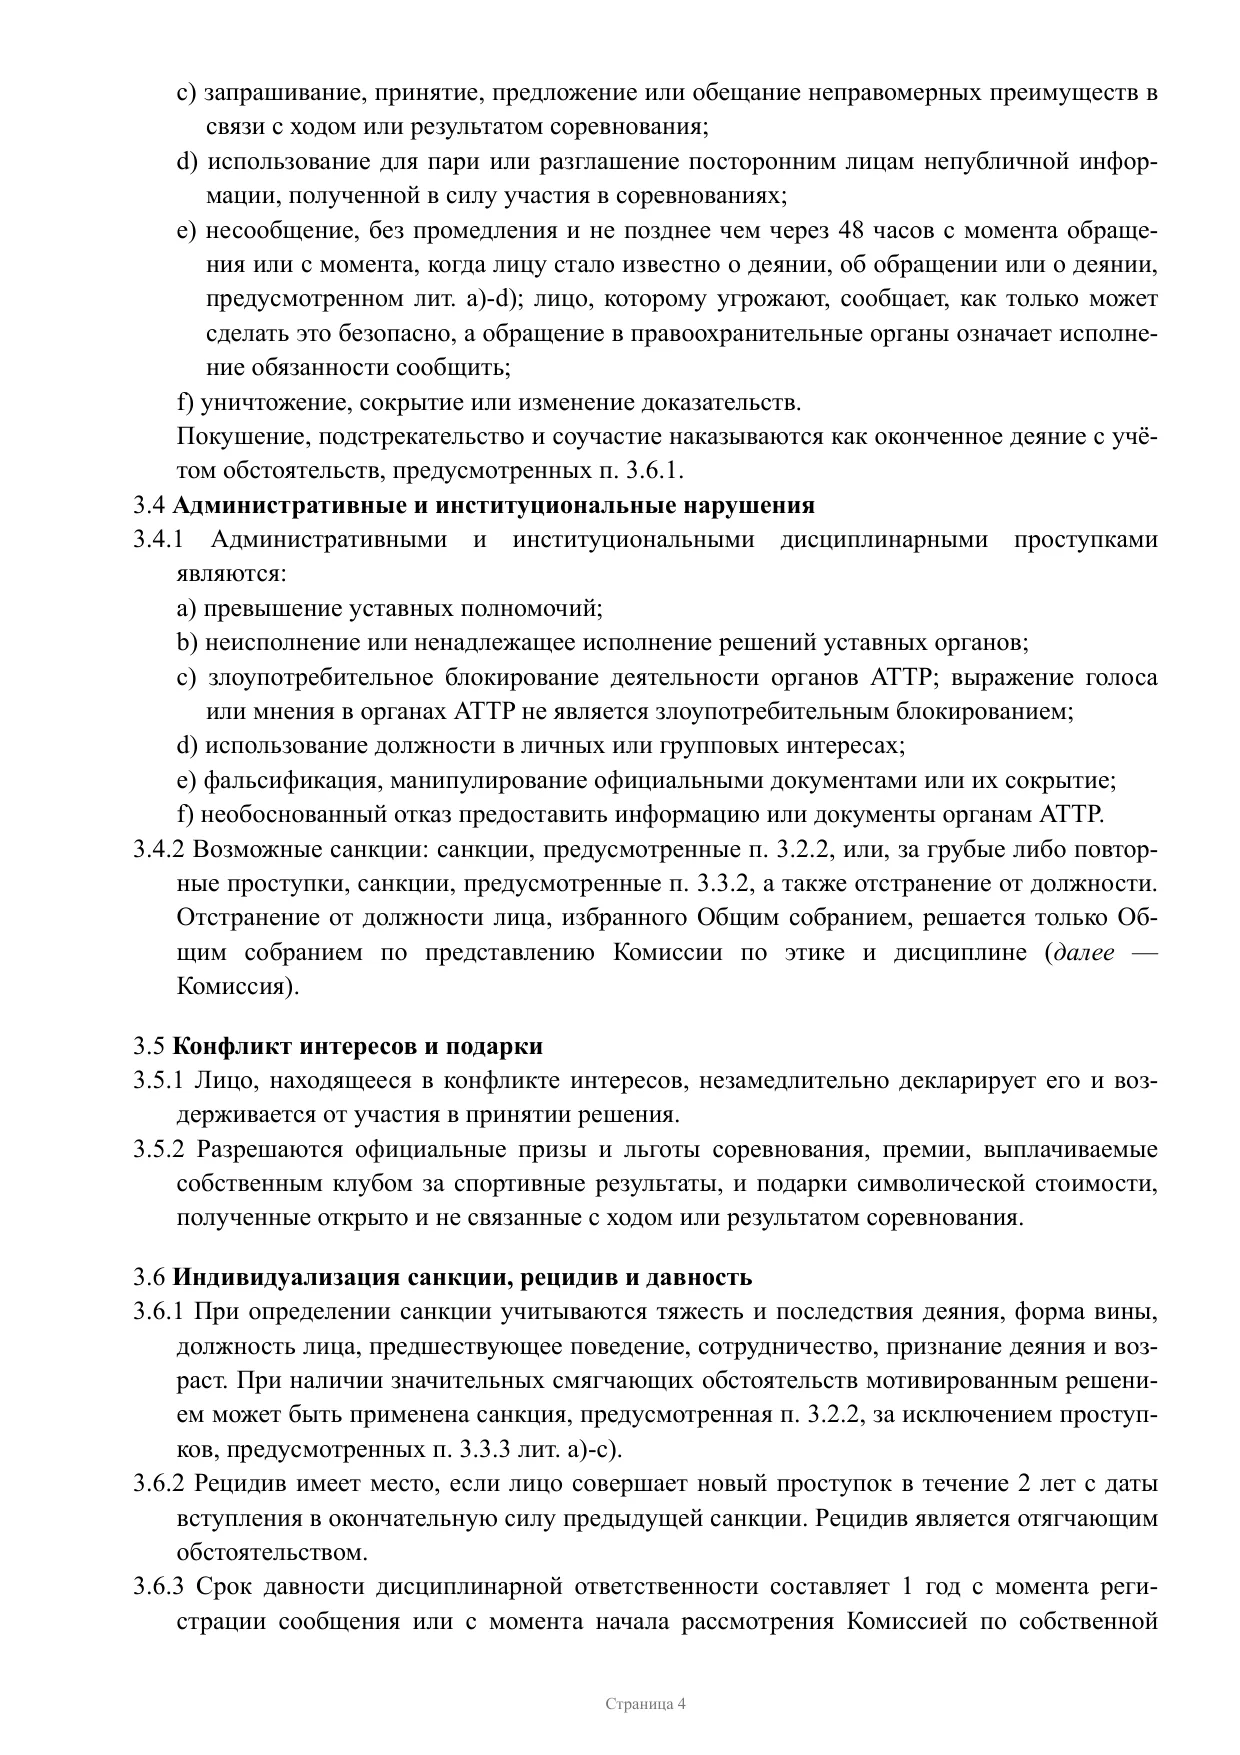 c) запрашивание, принятие, предложение или обещание неправомерных преимуществ в
связи с ходом или результатом соревнования;
d) использование для пари или разглашение посторонним лицам непубличной инфор-
мации, полученной в силу участия в соревнованиях;
e) несообщение, без промедления и не позднее чем через 48 часов с момента обраще-
ния или с момента, когда лицу стало известно о деянии, об обращении или о деянии,
предусмотренном лит. a)-d); лицо, которому угрожают, сообщает, как только может
сделать это безопасно, а обращение в правоохранительные органы означает исполне-
ние обязанности сообщить;
f) уничтожение, сокрытие или изменение доказательств.
Покушение, подстрекательство и соучастие наказываются как оконченное деяние с учё-
том обстоятельств, предусмотренных п. 3.6.1.
3.4 Административные и институциональные нарушения
3.4.1 Административными и институциональными дисциплинарными проступками
являются:
a) превышение уставных полномочий;
b) неисполнение или ненадлежащее исполнение решений уставных органов;
c) злоупотребительное блокирование деятельности органов ATTP; выражение голоса
или мнения в органах ATTP не является злоупотребительным блокированием;
d) использование должности в личных или групповых интересах;
e) фальсификация, манипулирование официальными документами или их сокрытие;
f) необоснованный отказ предоставить информацию или документы органам ATTP.
3.4.2 Возможные санкции: санкции, предусмотренные п. 3.2.2, или, за грубые либо повтор-
ные проступки, санкции, предусмотренные п. 3.3.2, а также отстранение от должности.
Отстранение от должности лица, избранного Общим собранием, решается только Об-
щим собранием по представлению Комиссии по этике и дисциплине (далее —
Комиссия).
3.5 Конфликт интересов и подарки
3.5.1 Лицо, находящееся в конфликте интересов, незамедлительно декларирует его и воз-
держивается от участия в принятии решения.
3.5.2 Разрешаются официальные призы и льготы соревнования, премии, выплачиваемые
собственным клубом за спортивные результаты, и подарки символической стоимости,
полученные открыто и не связанные с ходом или результатом соревнования.
3.6 Индивидуализация санкции, рецидив и давность
3.6.1 При определении санкции учитываются тяжесть и последствия деяния, форма вины,
должность лица, предшествующее поведение, сотрудничество, признание деяния и воз-
раст. При наличии значительных смягчающих обстоятельств мотивированным решени-
ем может быть применена санкция, предусмотренная п. 3.2.2, за исключением проступ-
ков, предусмотренных п. 3.3.3 лит. a)-c).
3.6.2 Рецидив имеет место, если лицо совершает новый проступок в течение 2 лет с даты
вступления в окончательную силу предыдущей санкции. Рецидив является отягчающим
обстоятельством.
3.6.3 Срок давности дисциплинарной ответственности составляет 1 год с момента реги-
страции сообщения или с момента начала рассмотрения Комиссией по собственной
Страница 4